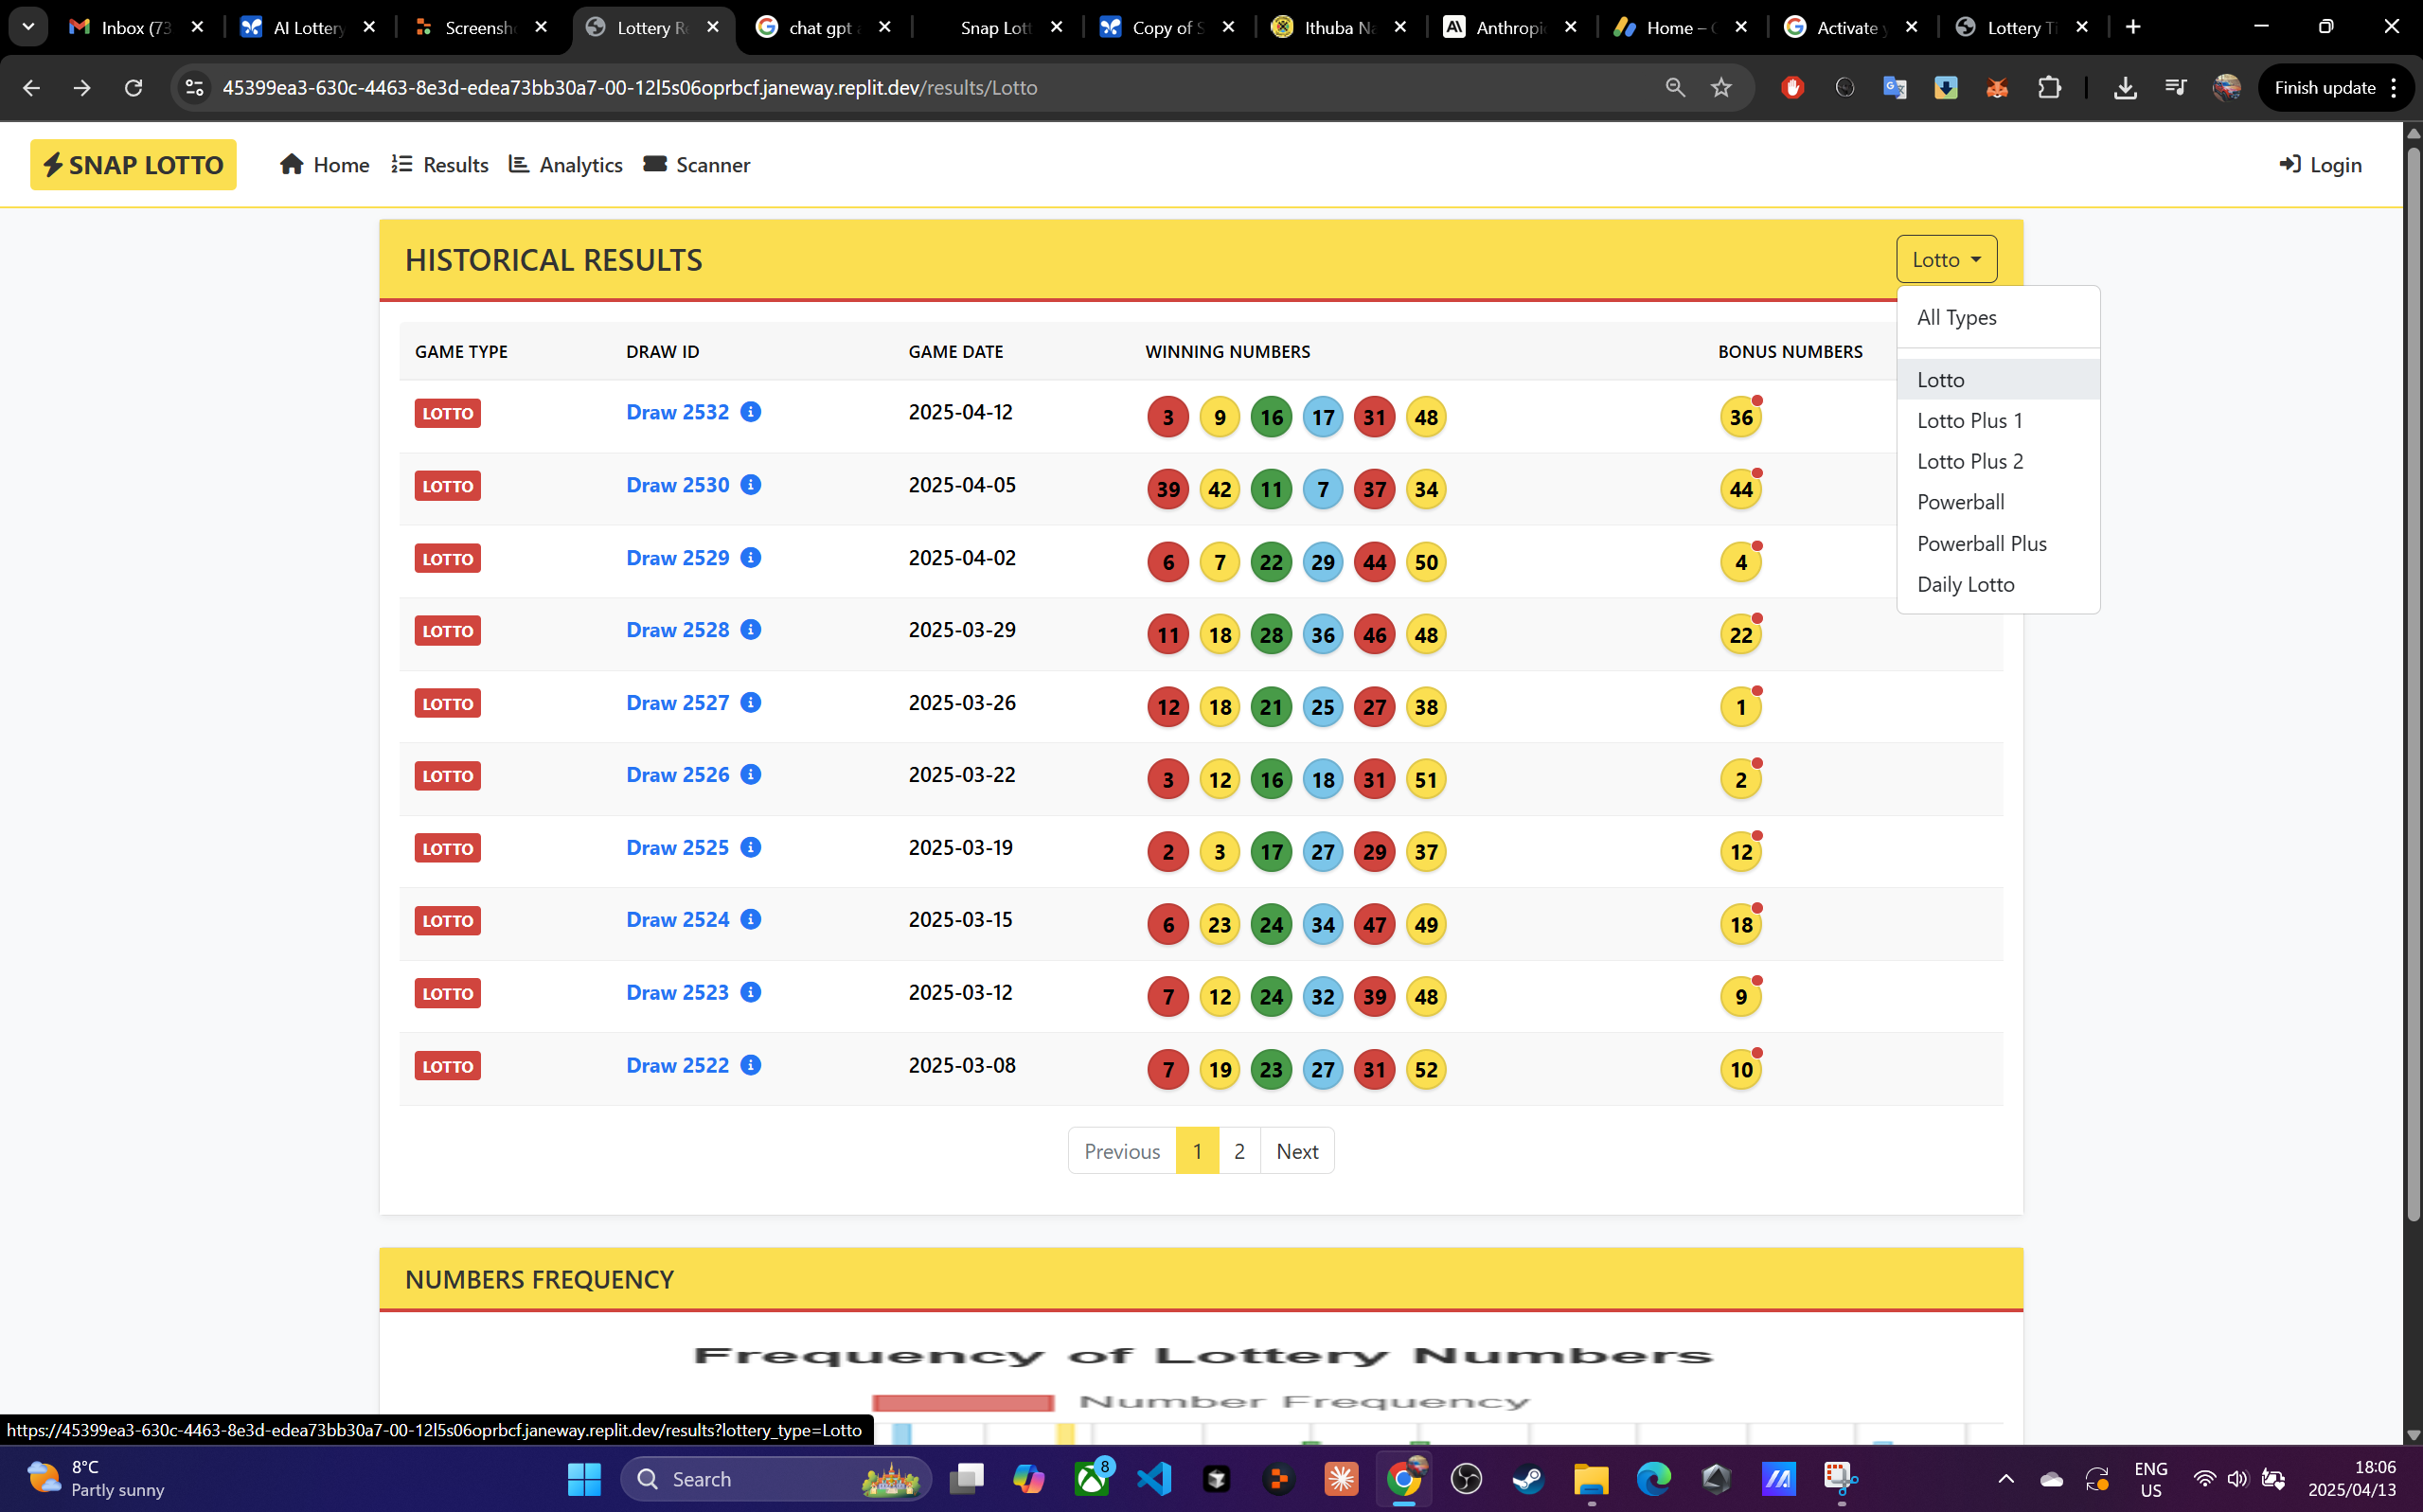 Inbox (73
AI Lottery
Screensh
Lottery Re
chat gpt
Snap Lott
Copy of S
Ithuba Na
Anthropic
Home –
Activate y
Lottery Ti
45399ea3-630c-4463-8e3d-edea73bb30a7-00-12l5s06oprbcf.janeway.replit.dev/results/Lotto
Finish update
SNAP LOTTO
Home
Results
Analytics
Scanner
Login
HISTORICAL RESULTS
Lotto
All Types
Lotto
Lotto Plus 1
Lotto Plus 2
Powerball
Powerball Plus
Daily Lotto
GAME TYPE DRAW ID GAME DATE WINNING NUMBERS BONUS NUMBERS
LOTTO Draw 2532 2025-04-12 3 9 16 17 31 48 36
LOTTO Draw 2530 2025-04-05 39 42 11 7 37 34 44
LOTTO Draw 2529 2025-04-02 6 7 22 29 44 50 4
LOTTO Draw 2528 2025-03-29 11 18 28 36 46 48 22
LOTTO Draw 2527 2025-03-26 12 18 21 25 27 38 1
LOTTO Draw 2526 2025-03-22 3 12 16 18 31 51 2
LOTTO Draw 2525 2025-03-19 2 3 17 27 29 37 12
LOTTO Draw 2524 2025-03-15 6 23 24 34 47 49 18
LOTTO Draw 2523 2025-03-12 7 12 24 32 39 48 9
LOTTO Draw 2522 2025-03-08 7 19 23 27 31 52 10
Previous 1 2 Next
NUMBERS FREQUENCY
Frequency of Lottery Numbers
Number Frequency
https://45399ea3-630c-4463-8e3d-edea73bb30a7-00-12l5s06oprbcf.janeway.replit.dev/results?lottery_type=Lotto
8°C
Partly sunny
Search
8
ENG
US
18:06
2025/04/13